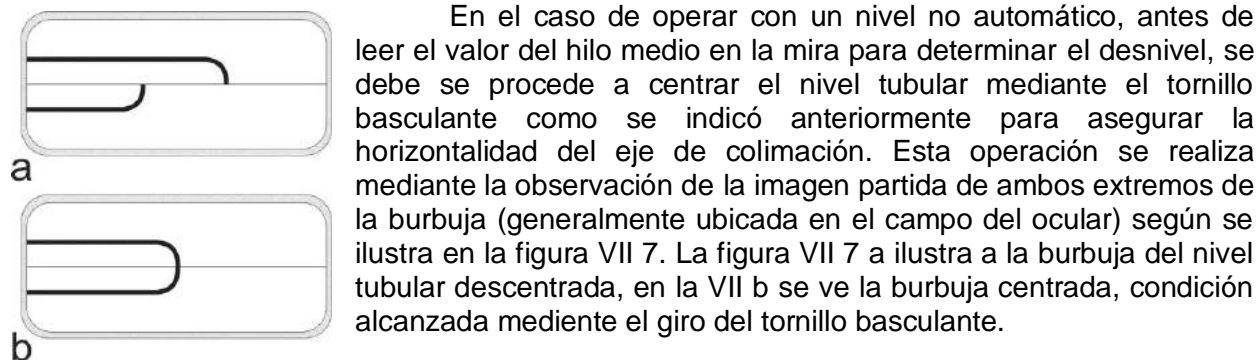 En el caso de operar con un nivel no automático, antes de
leer el valor del hilo medio en la mira para determinar el desnivel, se
debe se procede a centrar el nivel tubular mediante el tornillo
basculante como se indicó anteriormente para asegurar la
horizontalidad del eje de colimación. Esta operación se realiza
mediante la observación de la imagen partida de ambos extremos de
la burbuja (generalmente ubicada en el campo del ocular) según se
ilustra en la figura VII 7. La figura VII 7 a ilustra a la burbuja del nivel
tubular descentrada, en la VII b se ve la burbuja centrada, condición
alcanzada mediente el giro del tornillo basculante.
a
b